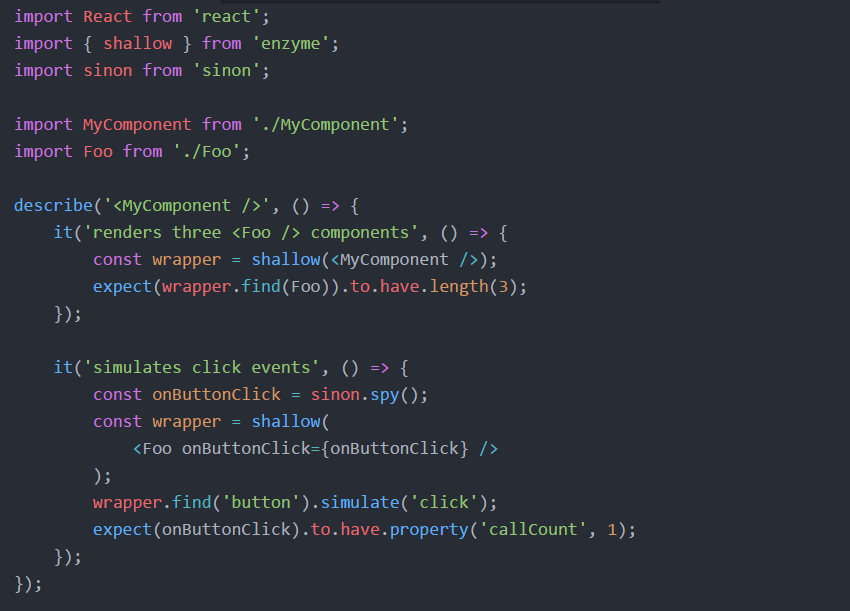 import React from 'react';
import { shallow } from 'enzyme';
import sinon from 'sinon';

import MyComponent from './MyComponent';
import Foo from './Foo';

describe('<MyComponent />', () => {
    it('renders three <Foo /> components', () => {
        const wrapper = shallow(<MyComponent />);
        expect(wrapper.find(Foo)).to.have.length(3);
    });

    it('simulates click events', () => {
        const onButtonClick = sinon.spy();
        const wrapper = shallow(
            <Foo onButtonClick={onButtonClick} />
        );
        wrapper.find('button').simulate('click');
        expect(onButtonClick).to.have.property('callCount', 1);
    });
});